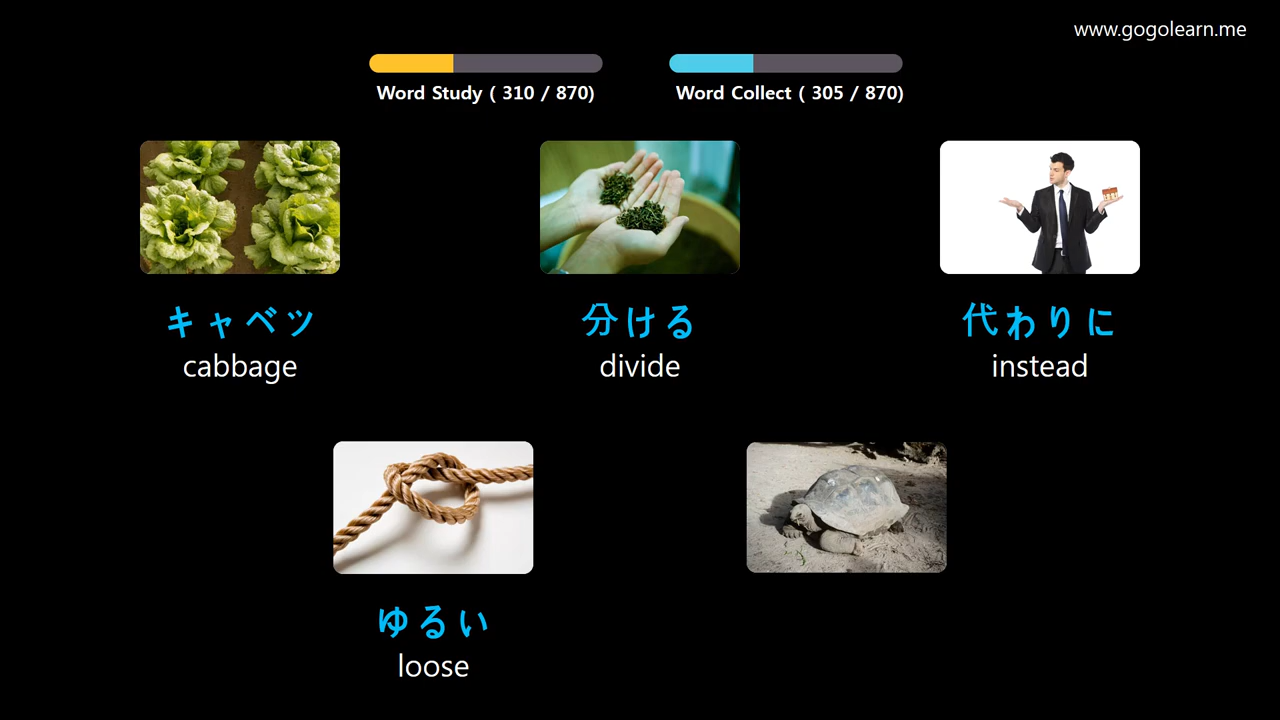 www.gogolearn.me
Word Study ( 310 / 870)
Word Collect ( 305 / 870)
キャベツ
cabbage
分ける
divide
代わりに
instead
ゆるい
loose